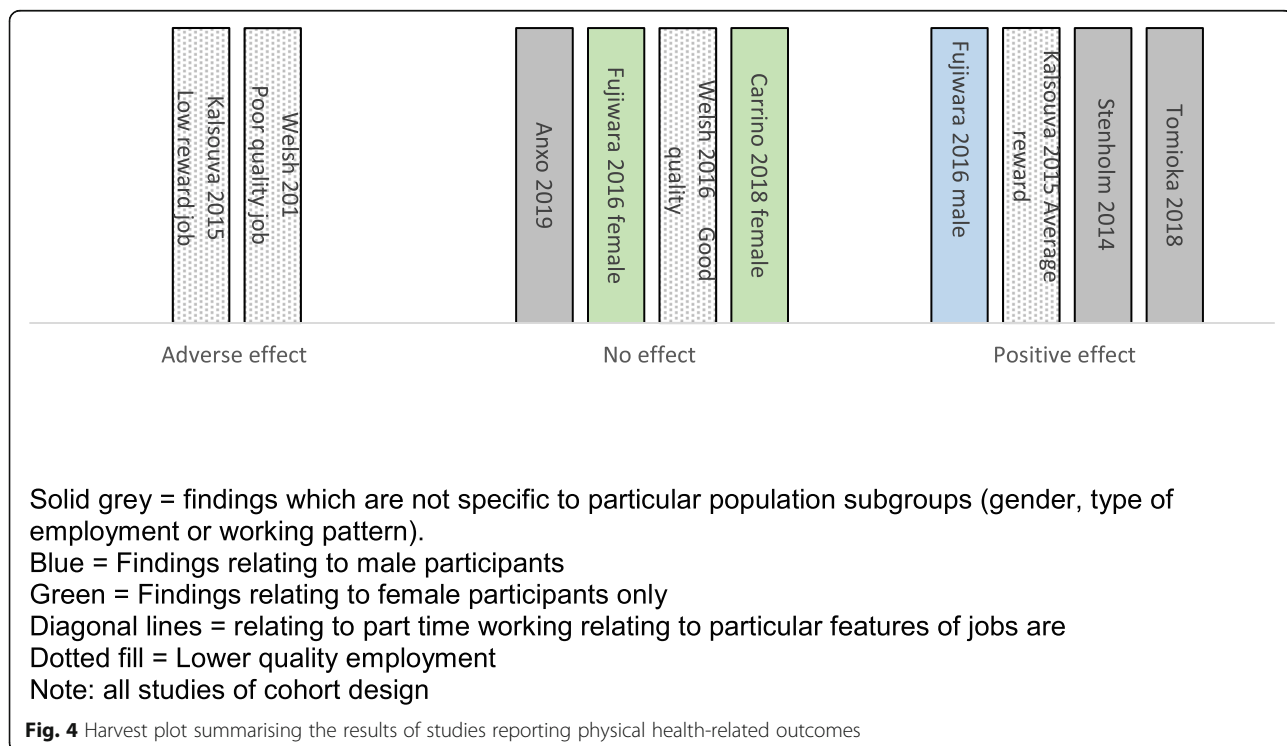 Kalsouva 2015
Low reward job
Welsh 201
Poor quality job
Anxo 2019
Fujiwara 2016 female
Welsh 2016 Good
quality
Carrino 2018 female
Fujiwara 2016 male
Kalsouva 2015 Average
reward
Stenholm 2014
Tomioka 2018
Adverse effect
No effect
Positive effect
Solid grey = findings which are not specific to particular population subgroups (gender, type of
employment or working pattern).
Blue = Findings relating to male participants
Green = Findings relating to female participants only
Diagonal lines = relating to part time working relating to particular features of jobs are
Dotted fill = Lower quality employment
Note: all studies of cohort design
Fig. 4 Harvest plot summarising the results of studies reporting physical health-related outcomes